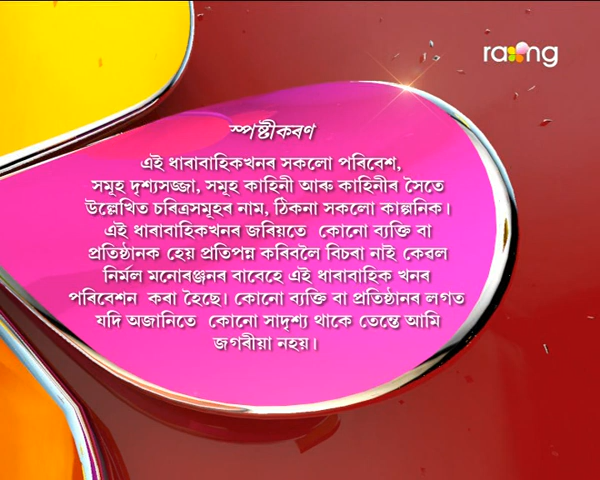 rang
স্পষ্টীকৰণ
এই ধাৰাবাহিকখনৰ সকলো পৰিবেশ,
সমূহ দৃশ্যসজ্জা, সমূহ কাহিনী আৰু কাহিনীৰ সৈতে
উল্লেখিত চৰিত্ৰসমূহৰ নাম, ঠিকনা সকলো কাল্পনিক।
এই ধাৰাবাহিকখনৰ জৰিয়তে কোনো ব্যক্তি বা
প্ৰতিষ্ঠানক হেয় প্ৰতিপন্ন কৰিবলৈ বিচৰা নাই কেৱল
নিৰ্মল মনোৰঞ্জনৰ বাবেহে এই ধাৰাবাহিক খনৰ
পৰিবেশন কৰা হৈছে। কোনো ব্যক্তি বা প্ৰতিষ্ঠানৰ লগত
যদি অজানিতে কোনো সাদৃশ্য থাকে তেন্তে আমি
জগৰীয়া নহয়।